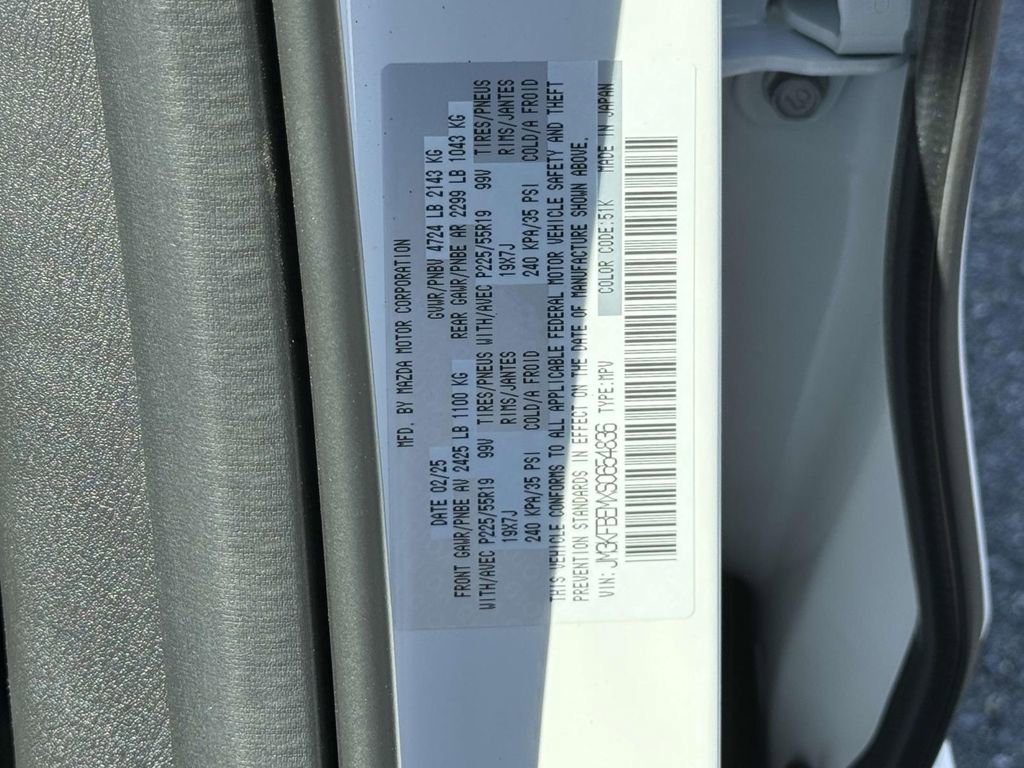 MFD. BY MAZDA MOTOR CORPORATION
DATE 02/25 GVWR/PNBV 4724 LB 2143 KG
FRONT GAWR/PNBE AV 2425 LB 1100 KG REAR GAWR/PNBE AR 2299 LB 1043 KG
WITH/AVEC P225/55R19 99V TIRES/PNEUS WITH/AVEC P225/55R19 99V TIRES/PNEUS
19X7J RIMS/JANTES 19X7J RIMS/JANTES
240 KPA/35 PSI COLD/A FROID 240 KPA/35 PSI COLD/A FROID
THIS VEHICLE CONFORMS TO ALL APPLICABLE FEDERAL MOTOR VEHICLE SAFETY AND THEFT
PREVENTION STANDARDS IN EFFECT ON THE DATE OF MANUFACTURE SHOWN ABOVE.
COLOR CODE:51K MADE IN JAPAN
VIN: JM3KFBEMXS0654836 TYPE:MPV